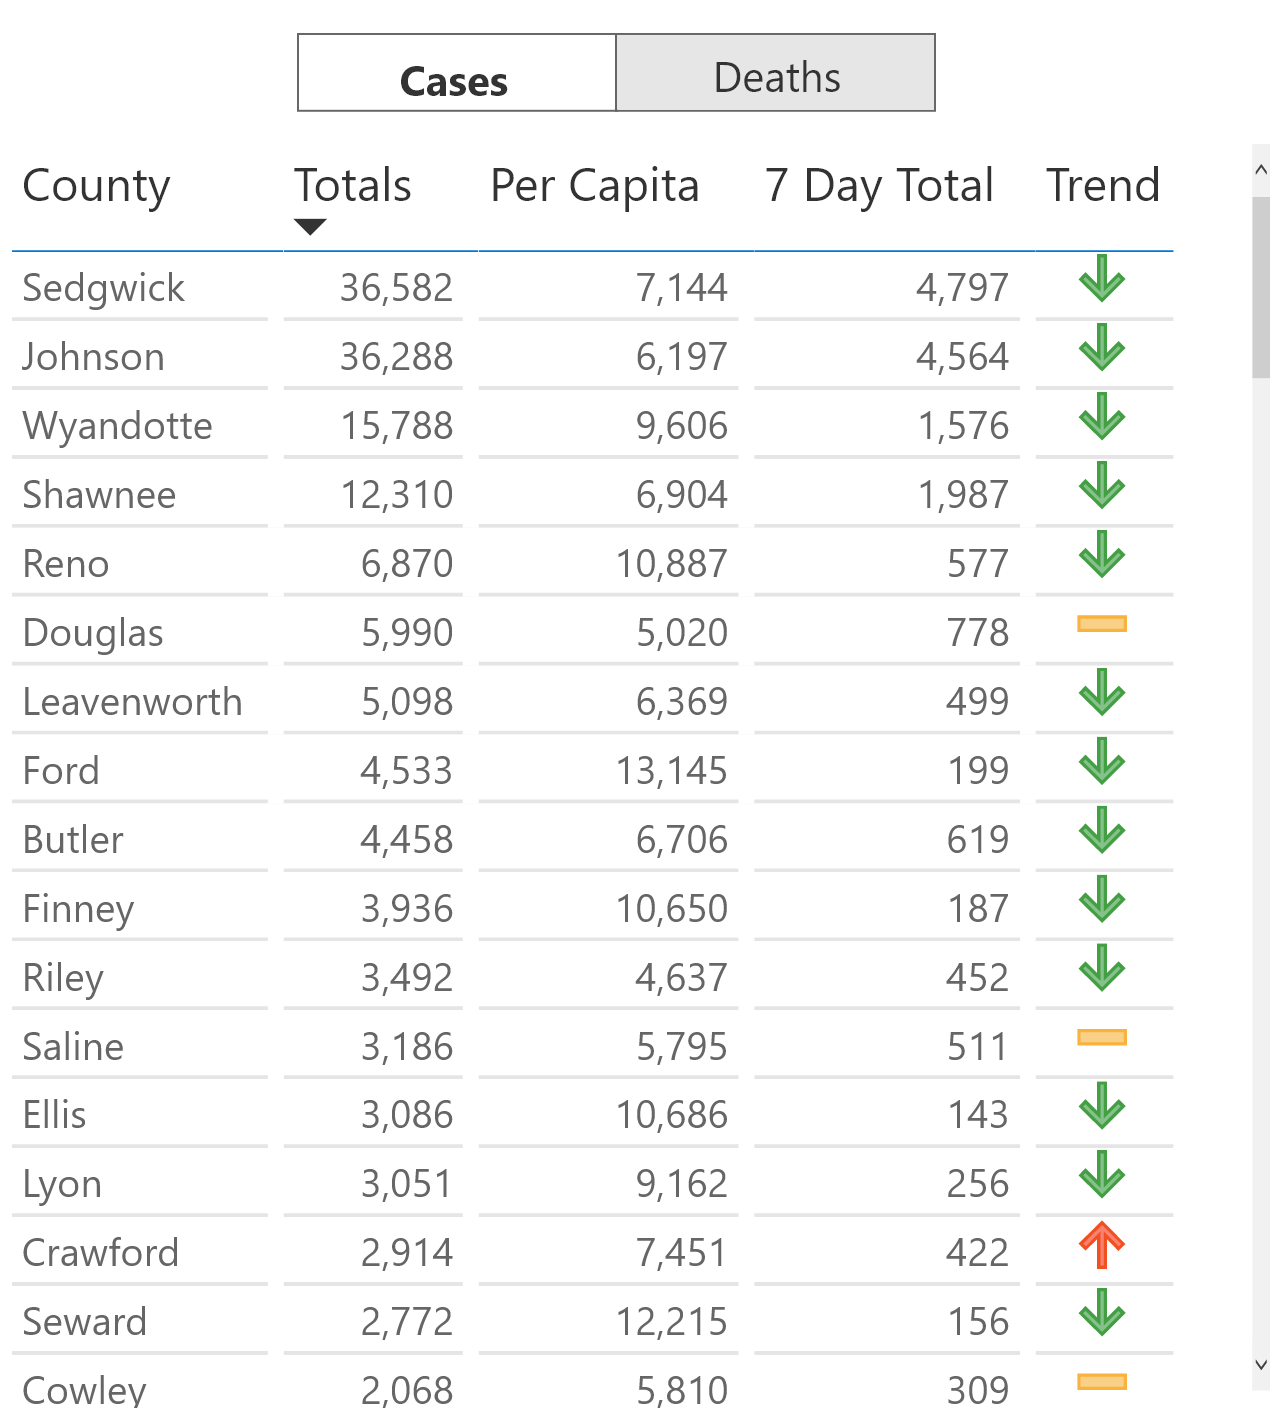 Cases Deaths
County Totals Per Capita 7 Day Total Trend
Sedgwick 36,582 7,144 4,797
Johnson 36,288 6,197 4,564
Wyandotte 15,788 9,606 1,576
Shawnee 12,310 6,904 1,987
Reno 6,870 10,887 577
Douglas 5,990 5,020 778
Leavenworth 5,098 6,369 499
Ford 4,533 13,145 199
Butler 4,458 6,706 619
Finney 3,936 10,650 187
Riley 3,492 4,637 452
Saline 3,186 5,795 511
Ellis 3,086 10,686 143
Lyon 3,051 9,162 256
Crawford 2,914 7,451 422
Seward 2,772 12,215 156
Cowley 2,068 5,810 309